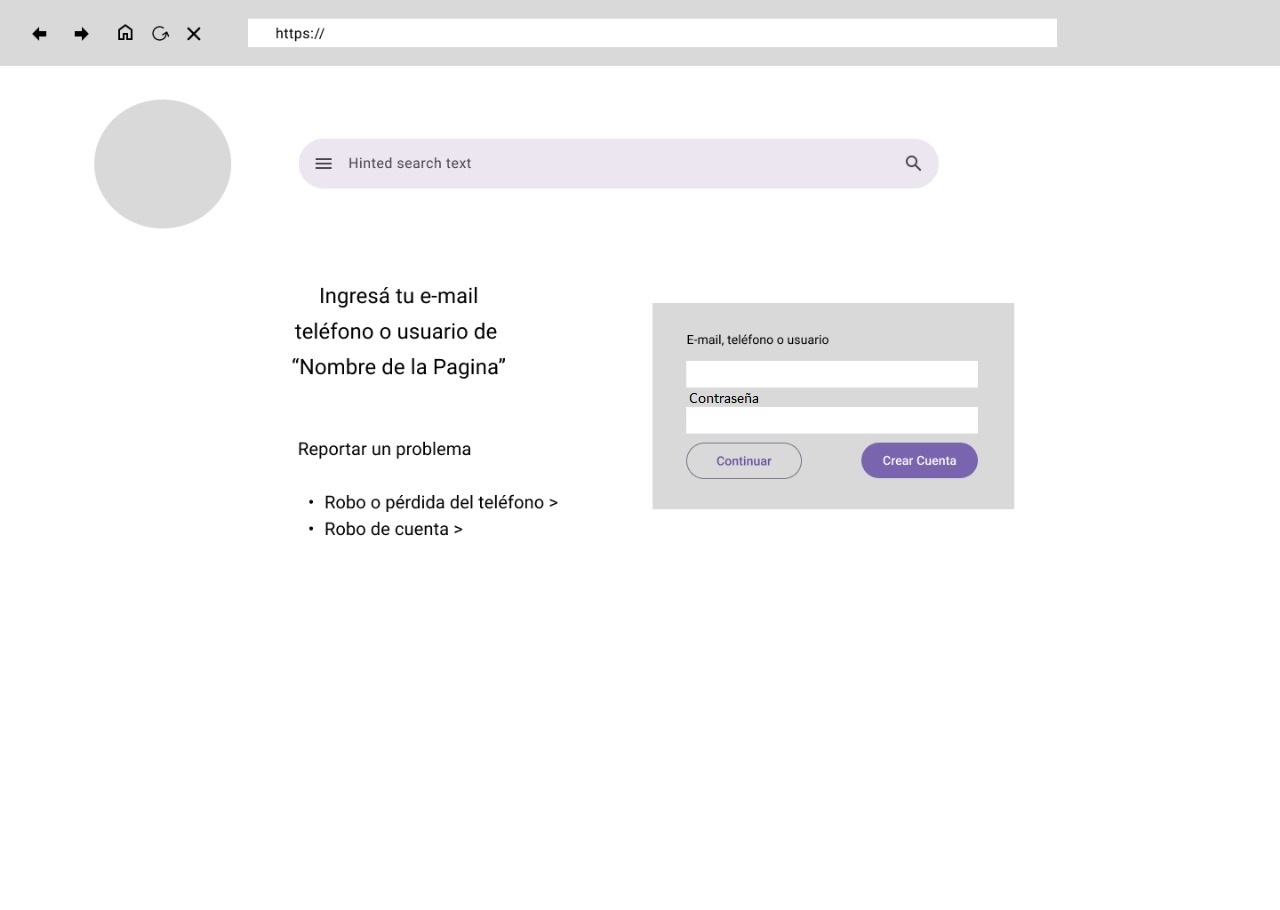 https://
Hinted search text
Ingresá tu e-mail
teléfono o usuario de
“Nombre de la Pagina”
Reportar un problema
• Robo o pérdida del teléfono >
• Robo de cuenta >
E-mail, teléfono o usuario
Contraseña
Continuar
Crear Cuenta